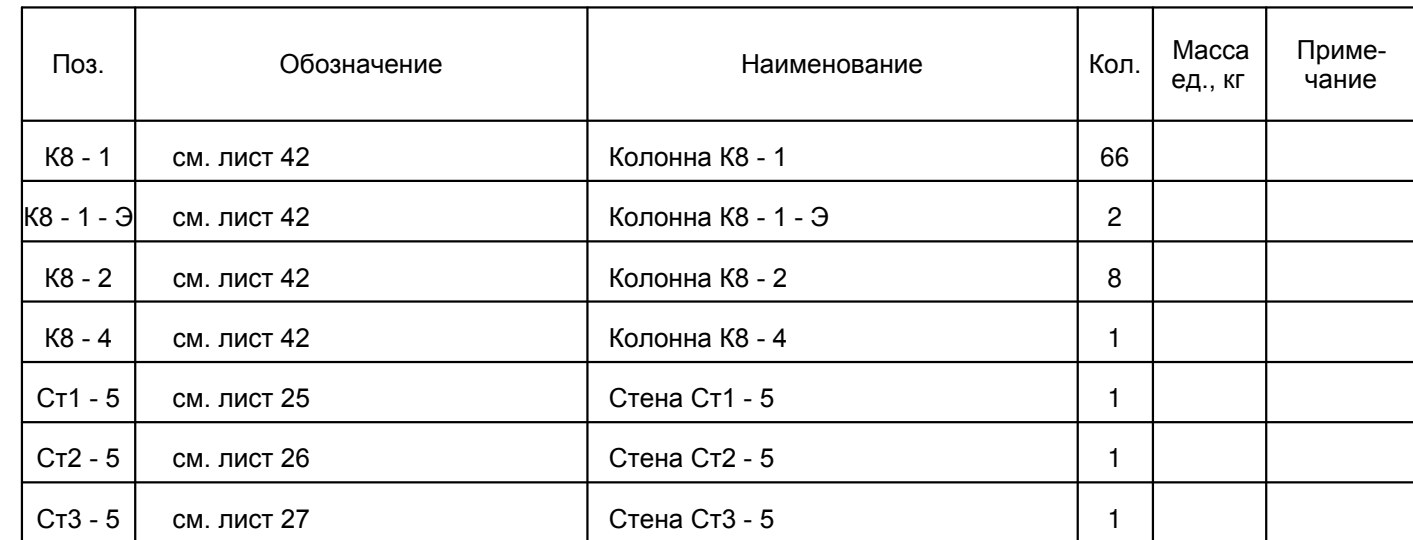 Поз. Обозначение Наименование Кол. Масса ед., кг Приме-чание
К8 - 1 см. лист 42 Колонна К8 - 1 66
К8 - 1 - Э см. лист 42 Колонна К8 - 1 - Э 2
К8 - 2 см. лист 42 Колонна К8 - 2 8
К8 - 4 см. лист 42 Колонна К8 - 4 1
Ст1 - 5 см. лист 25 Стена Ст1 - 5 1
Ст2 - 5 см. лист 26 Стена Ст2 - 5 1
Ст3 - 5 см. лист 27 Стена Ст3 - 5 1